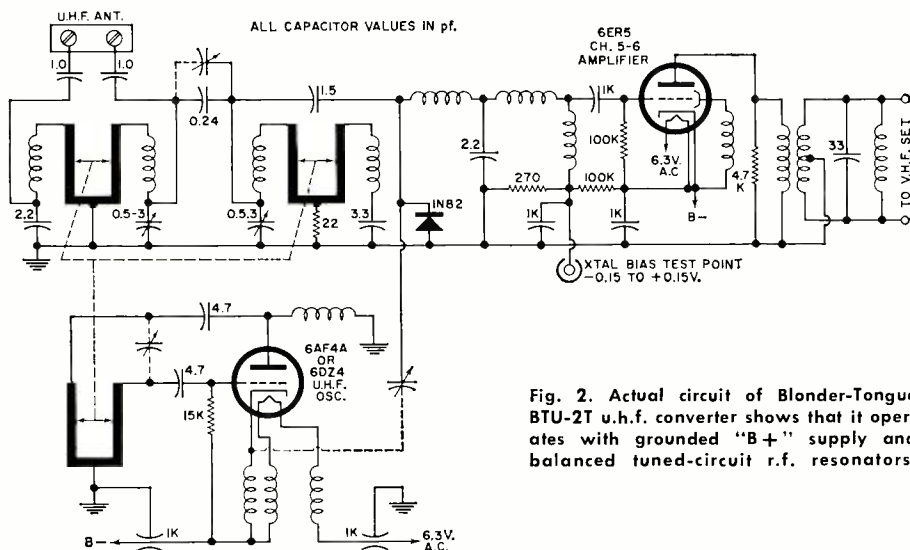 U.H.F. ANT.
ALL CAPACITOR VALUES IN pf.
1.0
1.0
0.24
1.5
6ER5
CH. 5-6
AMPLIFIER
1K
100K
6.3V.
A.C
B-
4.7
K
33
TO V.H.F. SET
2.2
270
100K
2.2
0.5-3
0.5.3
22
3.3
1N82
1K
1K
XTAL BIAS TEST POINT
-0.15 TO +0.15V.
4.7
4.7
15K
6AF4A
OR
6DZ4
U.H.F.
OSC.
B-
1K
1K
6.3V.
A.C.
Fig. 2. Actual circuit of Blonder-Tongue
BTU-2T u.h.f. converter shows that it oper-
ates with grounded "B+" supply and
balanced tuned-circuit r.f. resonators